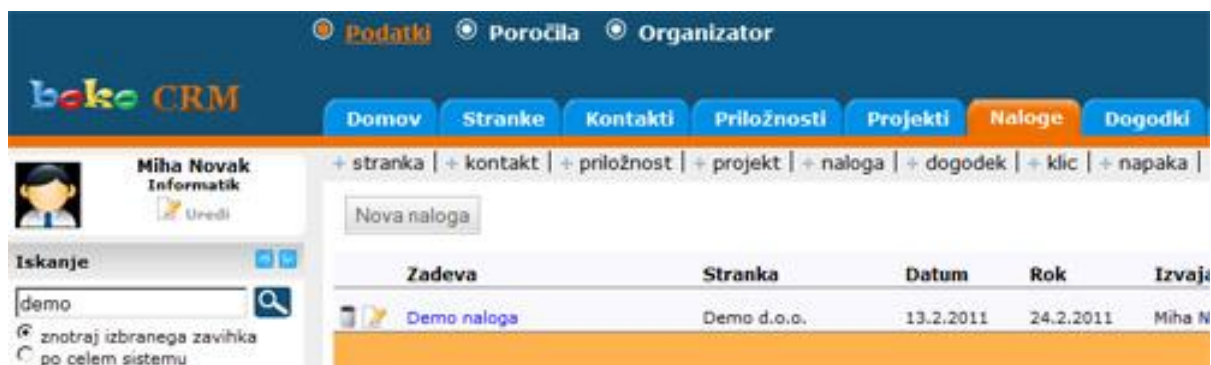 Podatki Poročila Organizator
beko CRM
Domov Stranke Kontakti Priložnosti Projekti Naloge Dogodki
Miha Novak
Informatik
Uredi
+ stranka | + kontakt | + priložnost | + projekt | + naloga | + dogodek | + klic | + napaka |
Nova naloga
Iskanje
demo
znotraj izbranega zavihka
po celem sistemu
Zadeva Stranka Datum Rok
Demo naloga Demo d.o.o. 13.2.2011 24.2.2011 Miha N